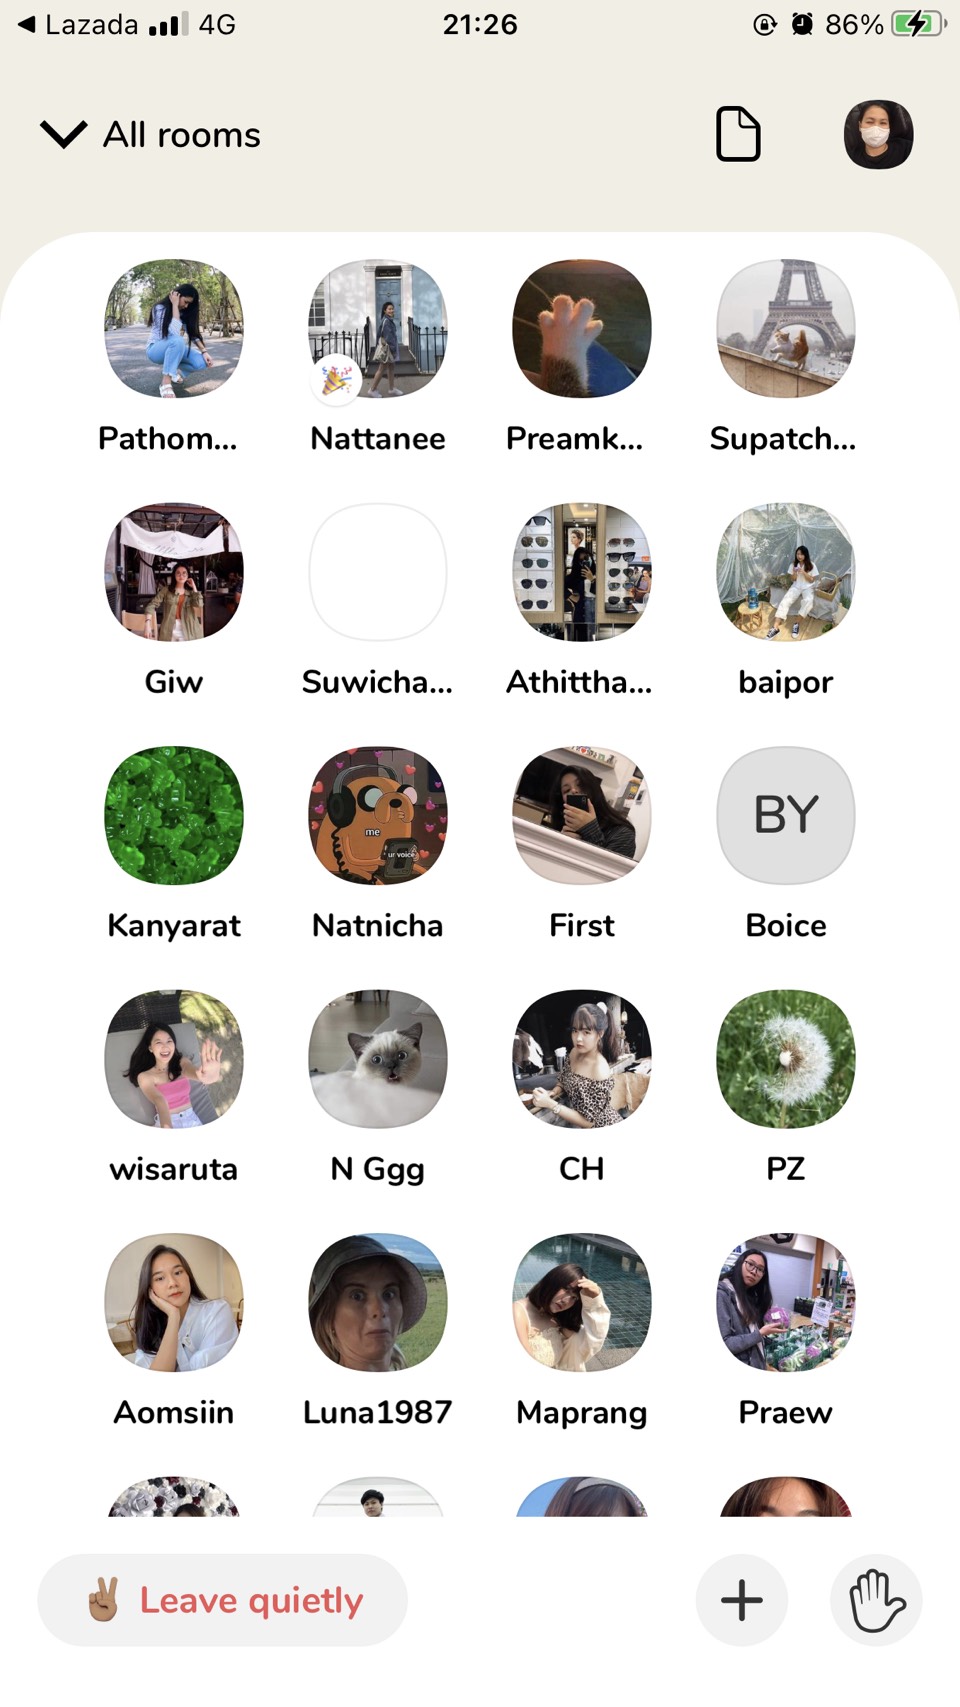 ◀ Lazada 4G 21:26 86%
All rooms
Pathom... Nattanee Preamk... Supatch...
Giw Suwicha... Athittha... baipor
me
ur voice
BY
Kanyarat Natnicha First Boice
wisaruta N Ggg CH PZ
Aomsiin Luna1987 Maprang Praew
✌🏽 Leave quietly